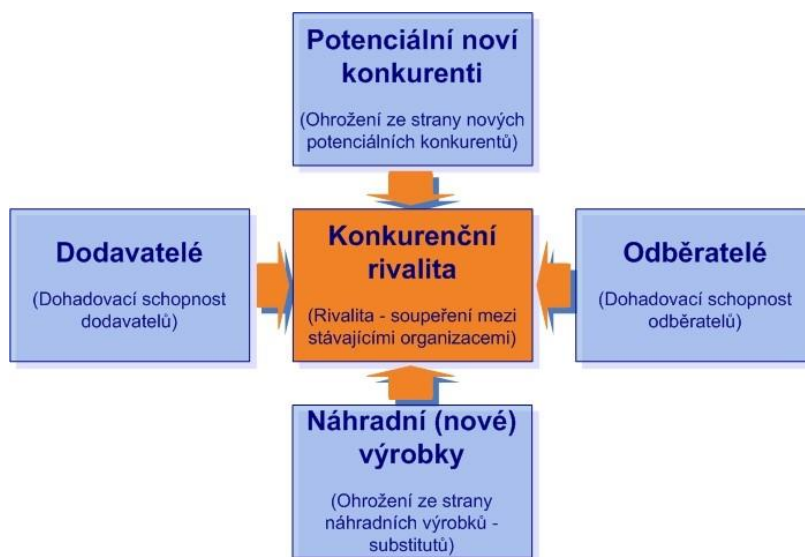 Potenciální noví
konkurenti
(Ohrožení ze strany nových
potenciálních konkurentů)
Dodavatelé
(Dohadovací schopnost
dodavatelů)
Konkurenční
rivalita
(Rivalita - soupeření mezi
stávajícími organizacemí)
Odběratelé
(Dohadovací schopnost
odběratelů)
Náhradní (nové)
výrobky
(Ohrožení ze strany
náhradních výrobků -
substitutů)